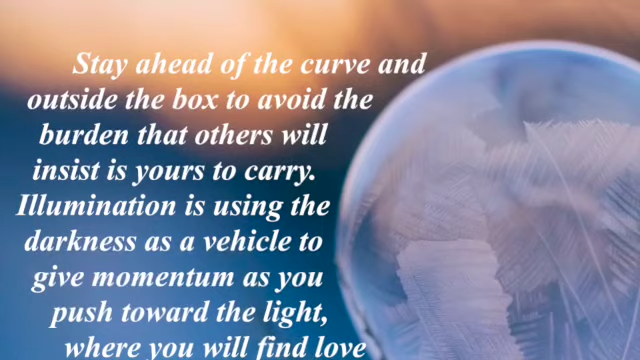 Stay ahead of the curve and
outside the box to avoid the
burden that others will
insist is yours to carry.
Illumination is using the
darkness as a vehicle to
give momentum as you
push toward the light,
where you will find love